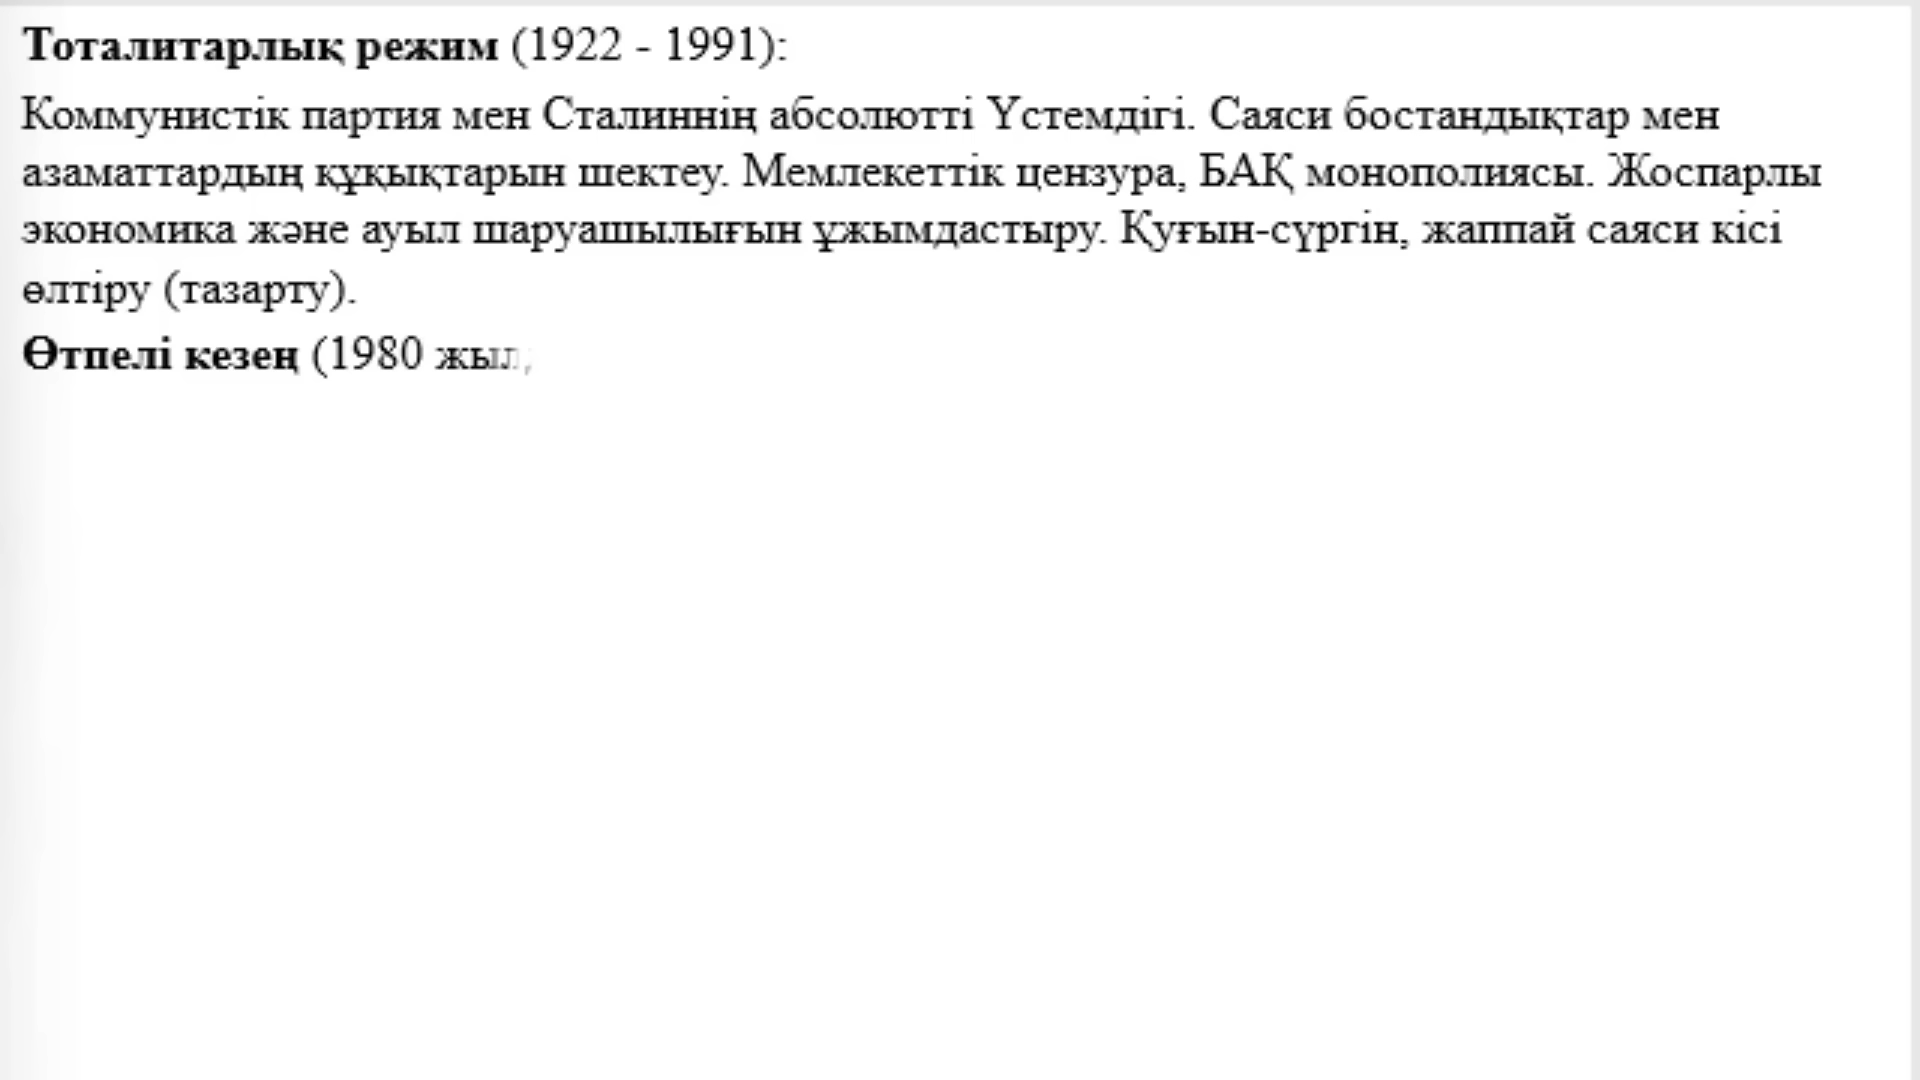 Тоталитарлық режим (1922 - 1991):
Коммунистік партия мен Сталиннің абсолютті Үстемдігі. Саяси бостандықтар мен
азаматтардың құқықтарын шектеу. Мемлекеттік цензура, БАҚ монополиясы. Жоспарлы
экономика және ауыл шаруашылығын ұжымдастыру. Қуғын-сүргін, жаппай саяси кісі
өлтіру (тазарту).
Өтпелі кезең (1980 жыл